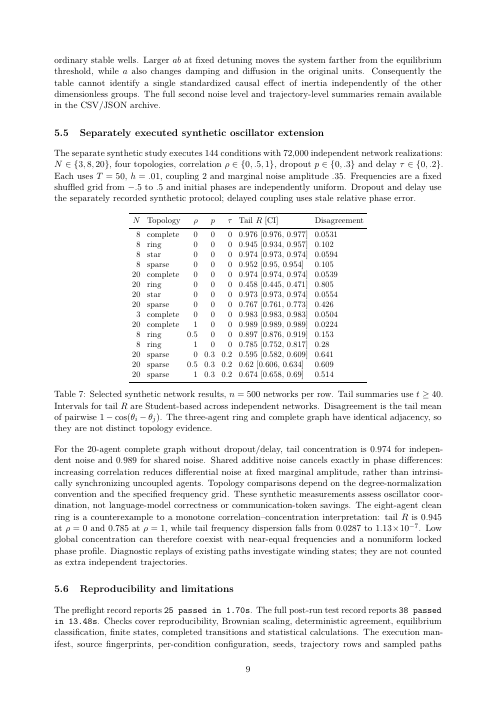 ordinary stable wells. Larger ab at fixed detuning moves the system farther from the equilibrium
threshold, while a also changes damping and diffusion in the original units. Consequently the
table cannot identify a single standardized causal effect of inertia independently of the other
dimensionless groups. The full second noise level and trajectory-level summaries remain available
in the CSV/JSON archive.
5.5 Separately executed synthetic oscillator extension
The separate synthetic study executes 144 conditions with 72,000 independent network realizations:
N ∈ {3, 8, 20}, four topologies, correlation ρ ∈ {0, .5, 1}, dropout p ∈ {0, .3} and delay τ ∈ {0, .2}.
Each uses T = 50, h = .01, coupling 2 and marginal noise amplitude .35. Frequencies are a fixed
shuffled grid from −.5 to .5 and initial phases are independently uniform. Dropout and delay use
the separately recorded synthetic protocol; delayed coupling uses stale relative phase error.
N Topology ρ p τ Tail R [CI] Disagreement
8 complete 0 0 0 0.976 [0.976, 0.977] 0.0531
8 ring 0 0 0 0.945 [0.934, 0.957] 0.102
8 star 0 0 0 0.974 [0.974, 0.974] 0.0594
8 sparse 0 0 0 0.952 [0.95, 0.954] 0.105
20 complete 0 0 0 0.974 [0.974, 0.974] 0.0539
20 ring 0 0 0 0.458 [0.445, 0.471] 0.805
20 star 0 0 0 0.973 [0.973, 0.974] 0.0554
20 sparse 0 0 0 0.767 [0.761, 0.773] 0.426
3 complete 0 0 0 0.983 [0.983, 0.983] 0.0504
20 complete 1 0 0 0.989 [0.989, 0.989] 0.0224
8 ring 0.5 0 0 0.897 [0.876, 0.919] 0.153
8 ring 1 0 0 0.785 [0.752, 0.817] 0.28
20 sparse 0 0.3 0.2 0.595 [0.582, 0.609] 0.641
20 sparse 0.5 0.3 0.2 0.62 [0.606, 0.634] 0.609
20 sparse 1 0.3 0.2 0.674 [0.658, 0.69] 0.514
Table 7: Selected synthetic network results, n = 500 networks per row. Tail summaries use t ≥ 40.
Intervals for tail R are Student-based across independent networks. Disagreement is the tail mean
of pairwise 1 − cos(θi − θj). The three-agent ring and complete graph have identical adjacency, so
they are not distinct topology evidence.
For the 20-agent complete graph without dropout/delay, tail concentration is 0.974 for indepen-
dent noise and 0.989 for shared noise. Shared additive noise cancels exactly in phase differences:
increasing correlation reduces differential noise at fixed marginal amplitude, rather than intrinsi-
cally synchronizing uncoupled agents. Topology comparisons depend on the degree-normalization
convention and the specified frequency grid. These synthetic measurements assess oscillator coor-
dination, not language-model correctness or communication-token savings. The eight-agent clean
ring is a counterexample to a monotone correlation–concentration interpretation: tail R is 0.945
at ρ = 0 and 0.785 at ρ = 1, while tail frequency dispersion falls from 0.0287 to 1.13×10⁻⁷. Low
global concentration can therefore coexist with near-equal frequencies and a nonuniform locked
phase profile. Diagnostic replays of existing paths investigate winding states; they are not counted
as extra independent trajectories.
5.6 Reproducibility and limitations
The preflight record reports 25 passed in 1.70s. The full post-run test record reports 38 passed
in 13.48s. Checks cover reproducibility, Brownian scaling, deterministic agreement, equilibrium
classification, finite states, completed transitions and statistical calculations. The execution man-
ifest, source fingerprints, per-condition configuration, seeds, trajectory rows and sampled paths
9